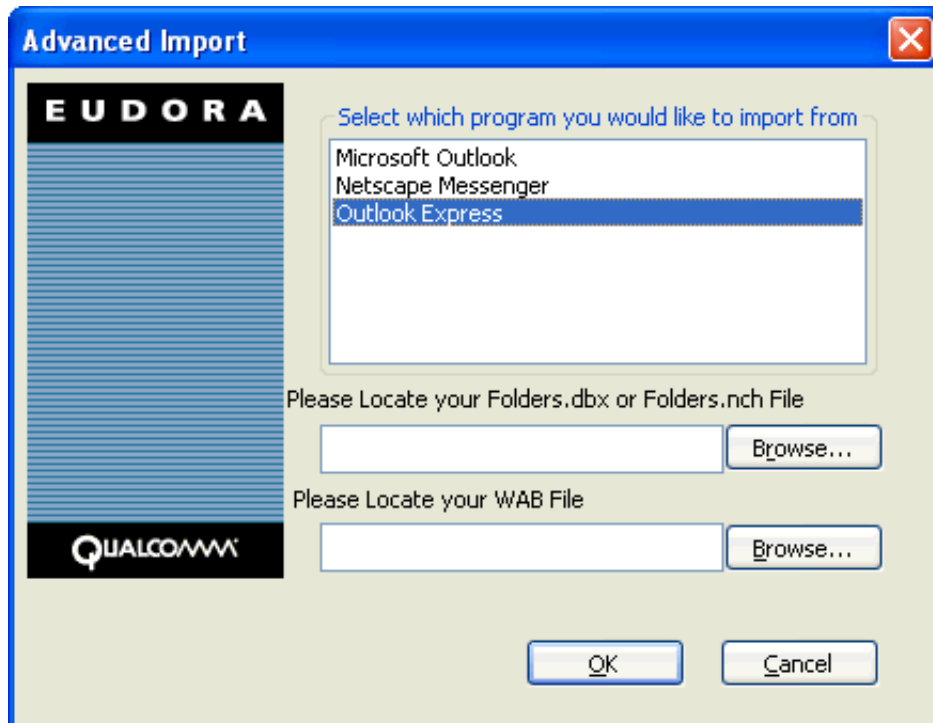 Advanced Import
EUDORA
Select which program you would like to import from
Microsoft Outlook
Netscape Messenger
Outlook Express
Please Locate your Folders.dbx or Folders.nch File
Browse...
Please Locate your WAB File
Browse...
QUALCOMM
OK
Cancel